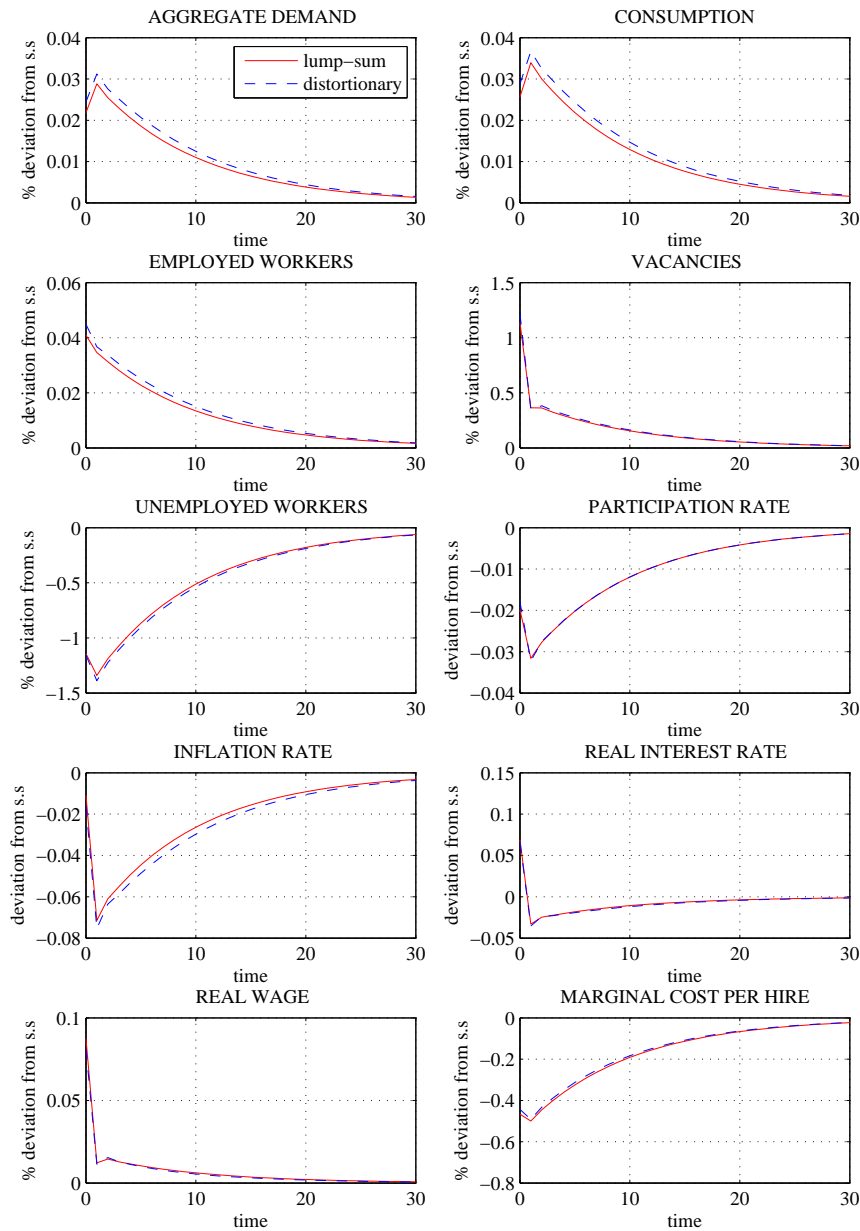 AGGREGATE DEMAND
0.04
0.03
0.02
0.01
0
% deviation from s.s
lump−sum
distortionary
0 10 20 30
time
CONSUMPTION
0.04
0.03
0.02
0.01
0
% deviation from s.s
0 10 20 30
time
EMPLOYED WORKERS
0.06
0.04
0.02
0
% deviation from s.s
0 10 20 30
time
VACANCIES
1.5
1
0.5
0
% deviation from s.s
0 10 20 30
time
UNEMPLOYED WORKERS
0
−0.5
−1
−1.5
% deviation from s.s
0 10 20 30
time
PARTICIPATION RATE
0
−0.01
−0.02
−0.03
−0.04
deviation from s.s
0 10 20 30
time
INFLATION RATE
0
−0.02
−0.04
−0.06
−0.08
deviation from s.s
0 10 20 30
time
REAL INTEREST RATE
0.15
0.1
0.05
0
−0.05
deviation from s.s
0 10 20 30
time
REAL WAGE
0.1
0.05
0
% deviation from s.s
0 10 20 30
time
MARGINAL COST PER HIRE
0
−0.2
−0.4
−0.6
−0.8
% deviation from s.s
0 10 20 30
time